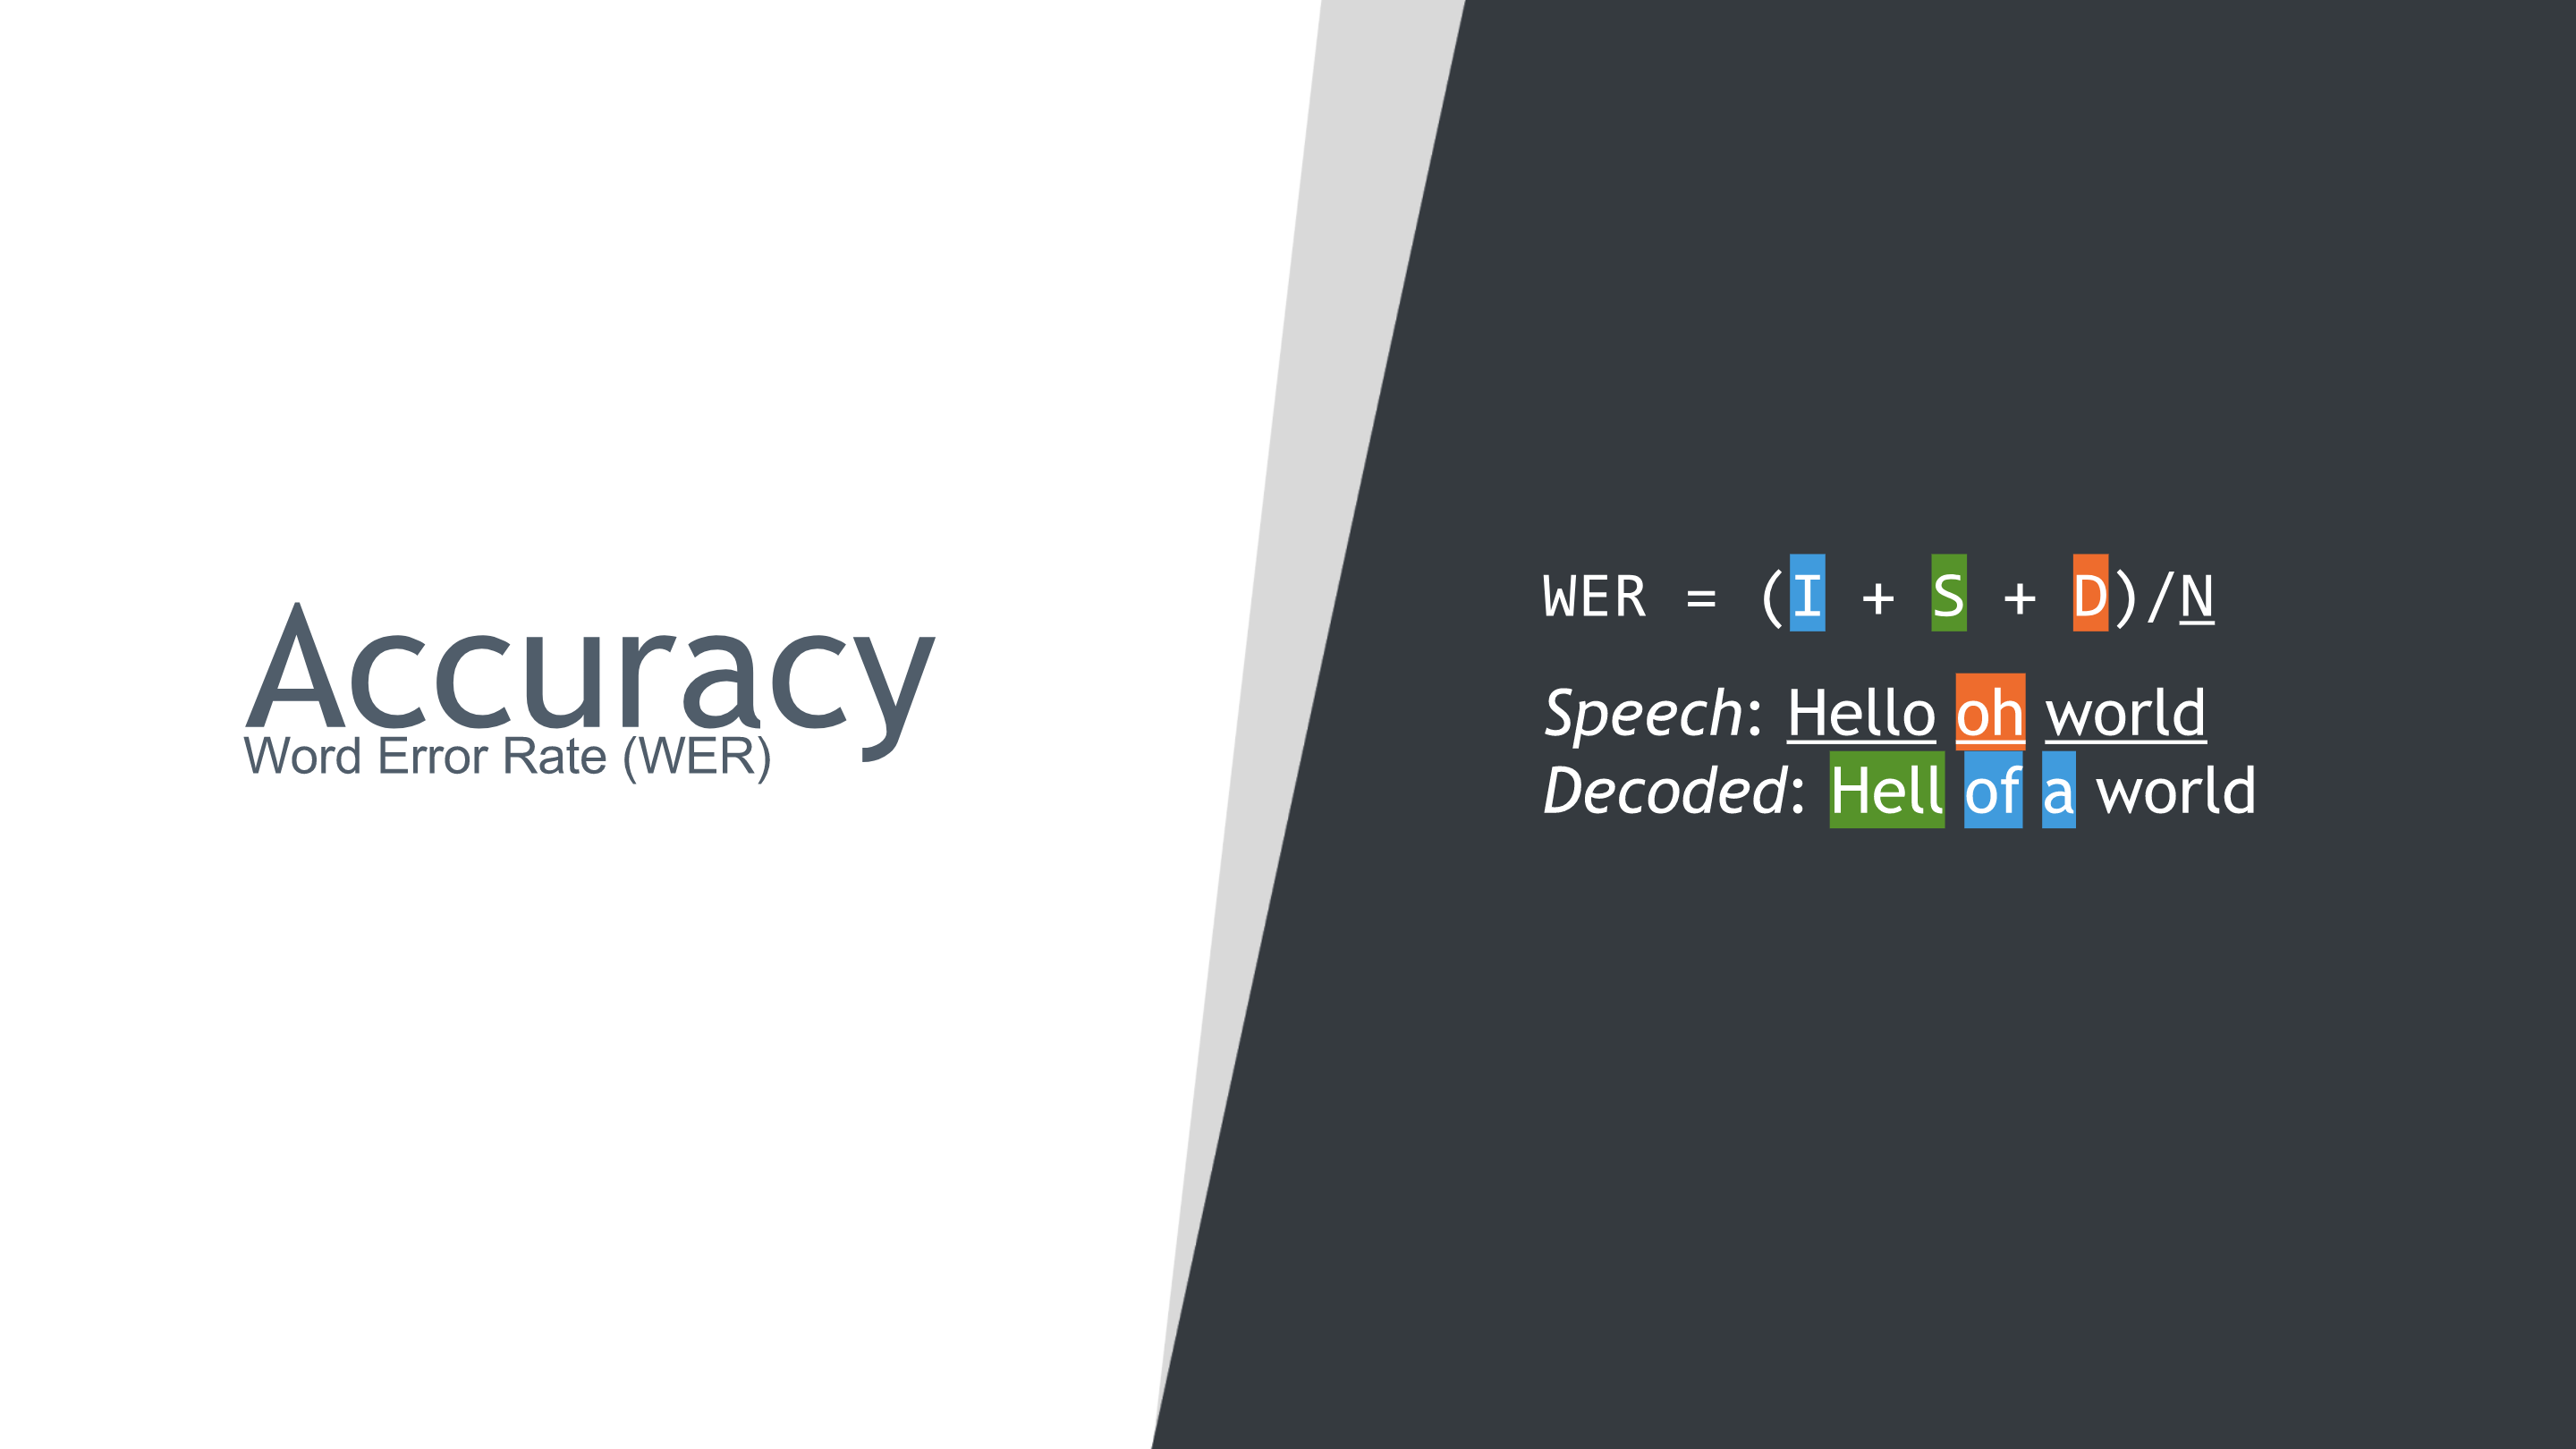 Accuracy
Word Error Rate (WER)
WER = (I + S + D)/N
Speech: Hello oh world
Decoded: Hell of a world